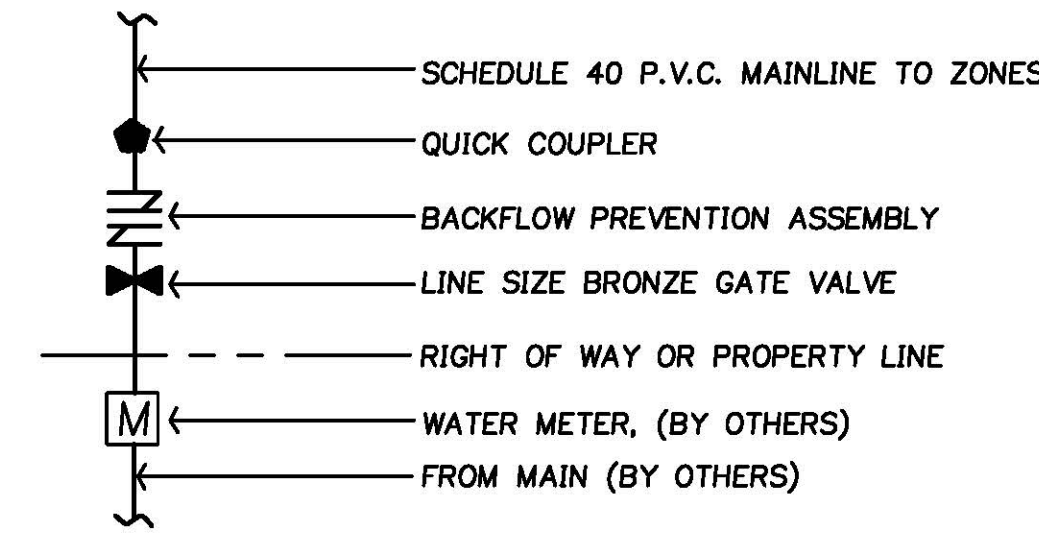 SCHEDULE 40 P.V.C. MAINLINE TO ZONES
QUICK COUPLER
BACKFLOW PREVENTION ASSEMBLY
LINE SIZE BRONZE GATE VALVE
RIGHT OF WAY OR PROPERTY LINE
M
WATER METER, (BY OTHERS)
FROM MAIN (BY OTHERS)